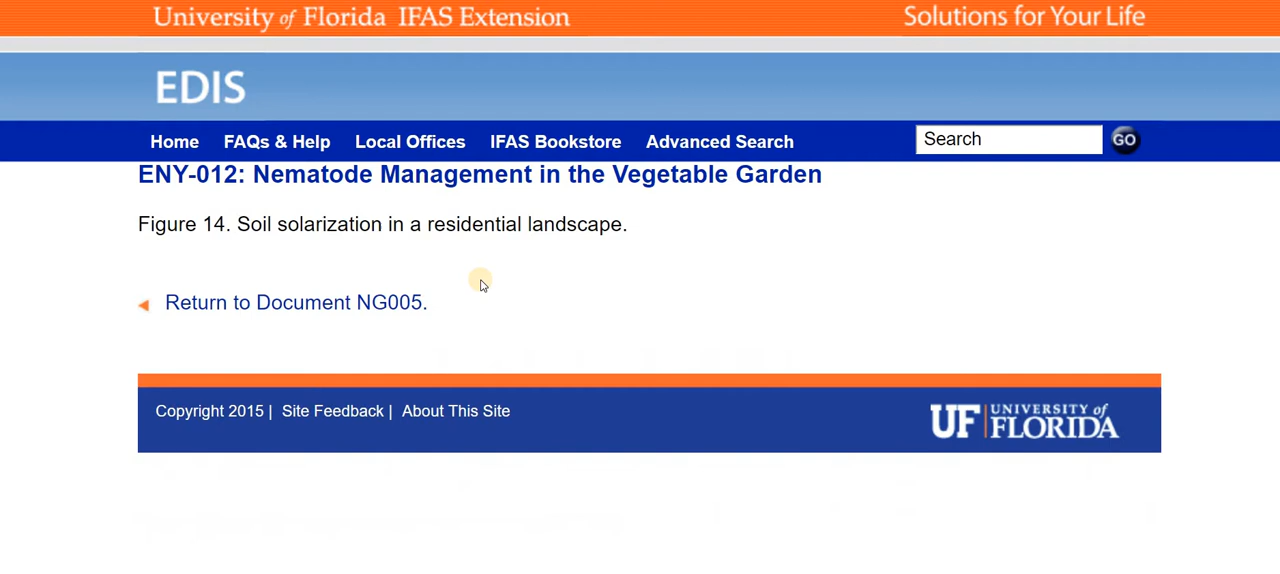 University of Florida IFAS Extension
Solutions for Your Life
EDIS
Home FAQs & Help Local Offices IFAS Bookstore Advanced Search Search GO
ENY-012: Nematode Management in the Vegetable Garden
Figure 14. Soil solarization in a residential landscape.
Return to Document NG005.
Copyright 2015 | Site Feedback | About This Site
UF UNIVERSITY of
FLORIDA